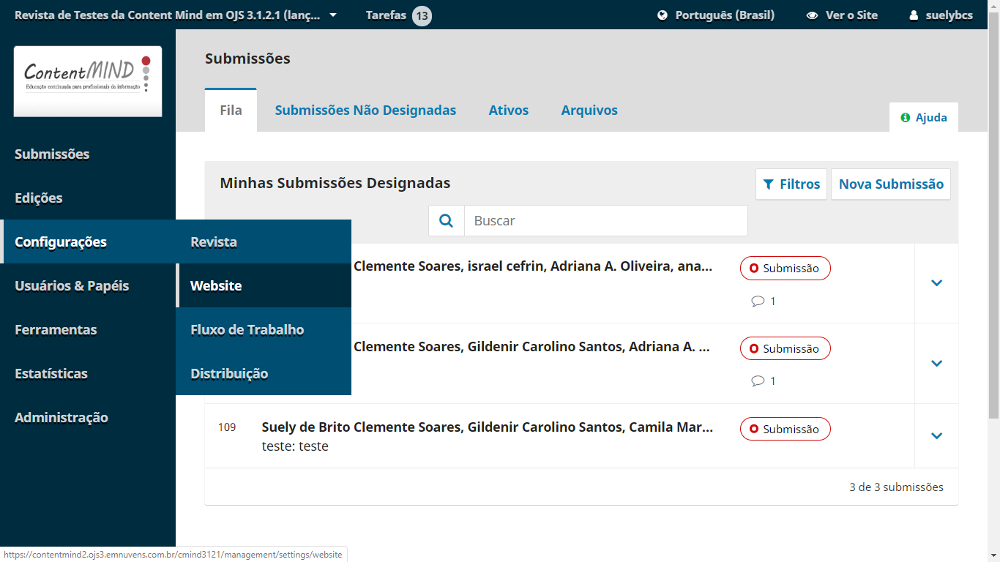 Revista de Testes da Content Mind em OJS 3.1.2.1 (lanç...
Tarefas 13
Português (Brasil)
Ver o Site
suelybcs
ContentMIND
Educação continuada para profissionais da informação
Submissões
Edições
Configurações
Usuários & Papéis
Ferramentas
Estatísticas
Administração
Revista
Website
Fluxo de Trabalho
Distribuição
Submissões
Fila
Submissões Não Designadas
Ativos
Arquivos
Ajuda
Minhas Submissões Designadas
Filtros
Nova Submissão
Buscar
Clemente Soares, israel cefrin, Adriana A. Oliveira, ana...
Submissão
1
Clemente Soares, Gildenir Carolino Santos, Adriana A. ...
Submissão
1
109
Suely de Brito Clemente Soares, Gildenir Carolino Santos, Camila Mar...
teste: teste
Submissão
3 de 3 submissões
https://contentmind2.ojs3.emnuvens.com.br/cmind3121/management/settings/website